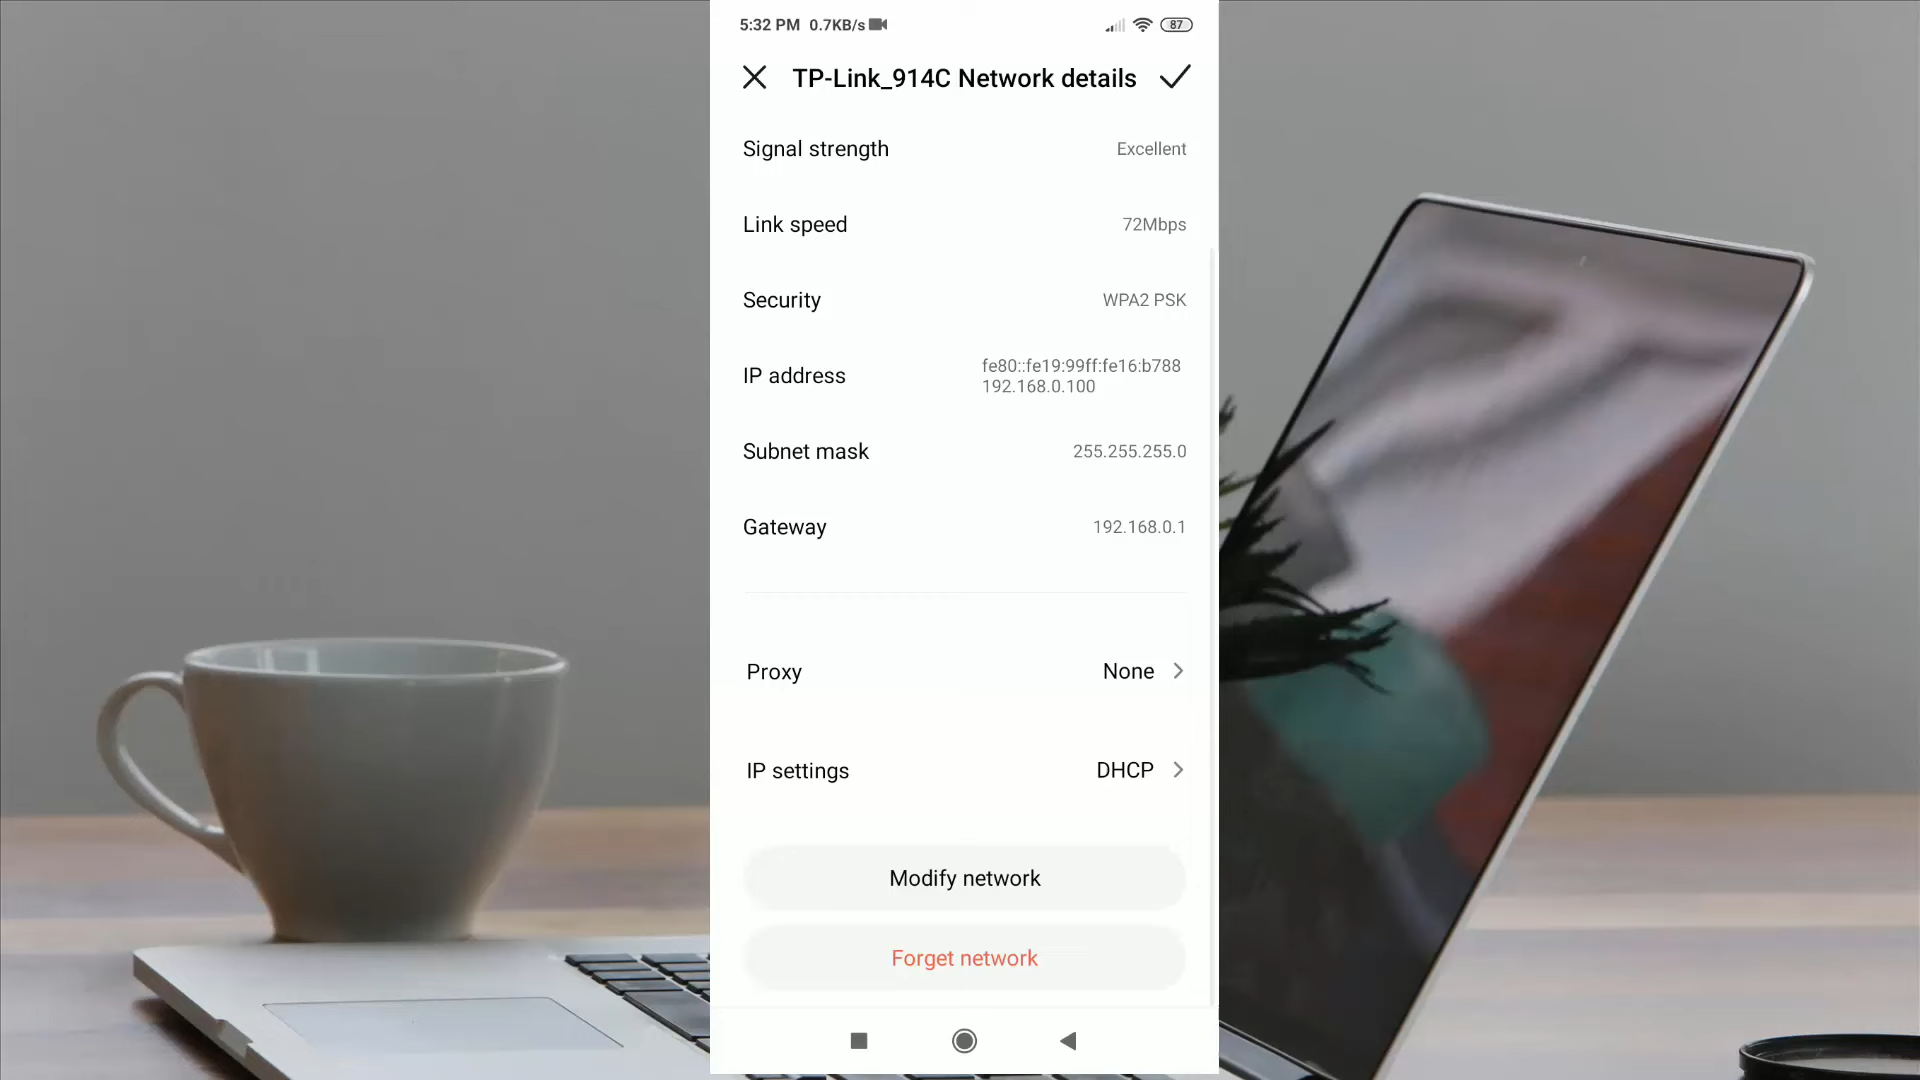 5:32 PM 0.7KB/s
87
TP-Link_914C Network details
Signal strength Excellent
Link speed 72Mbps
Security WPA2 PSK
IP address fe80::fe19:99ff:fe16:b788
192.168.0.100
Subnet mask 255.255.255.0
Gateway 192.168.0.1
Proxy None
IP settings DHCP
Modify network
Forget network